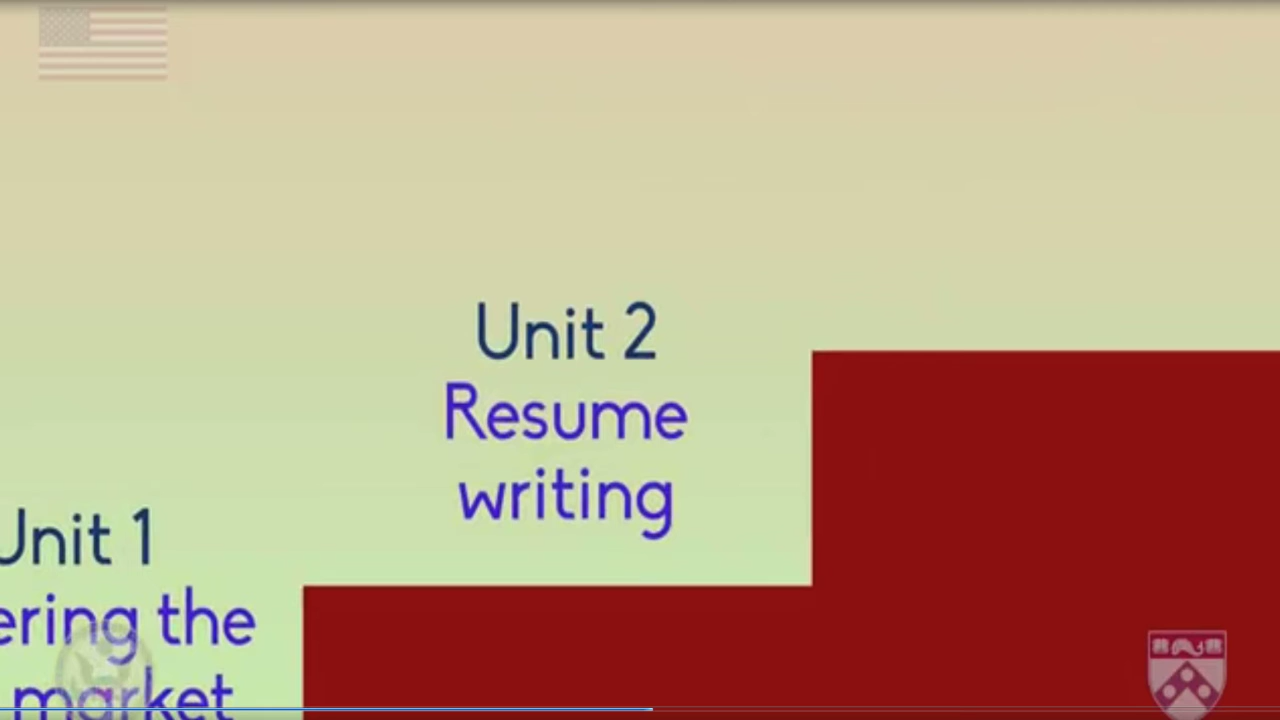 Unit 2
Resume
writing
Unit 1
ering the
market